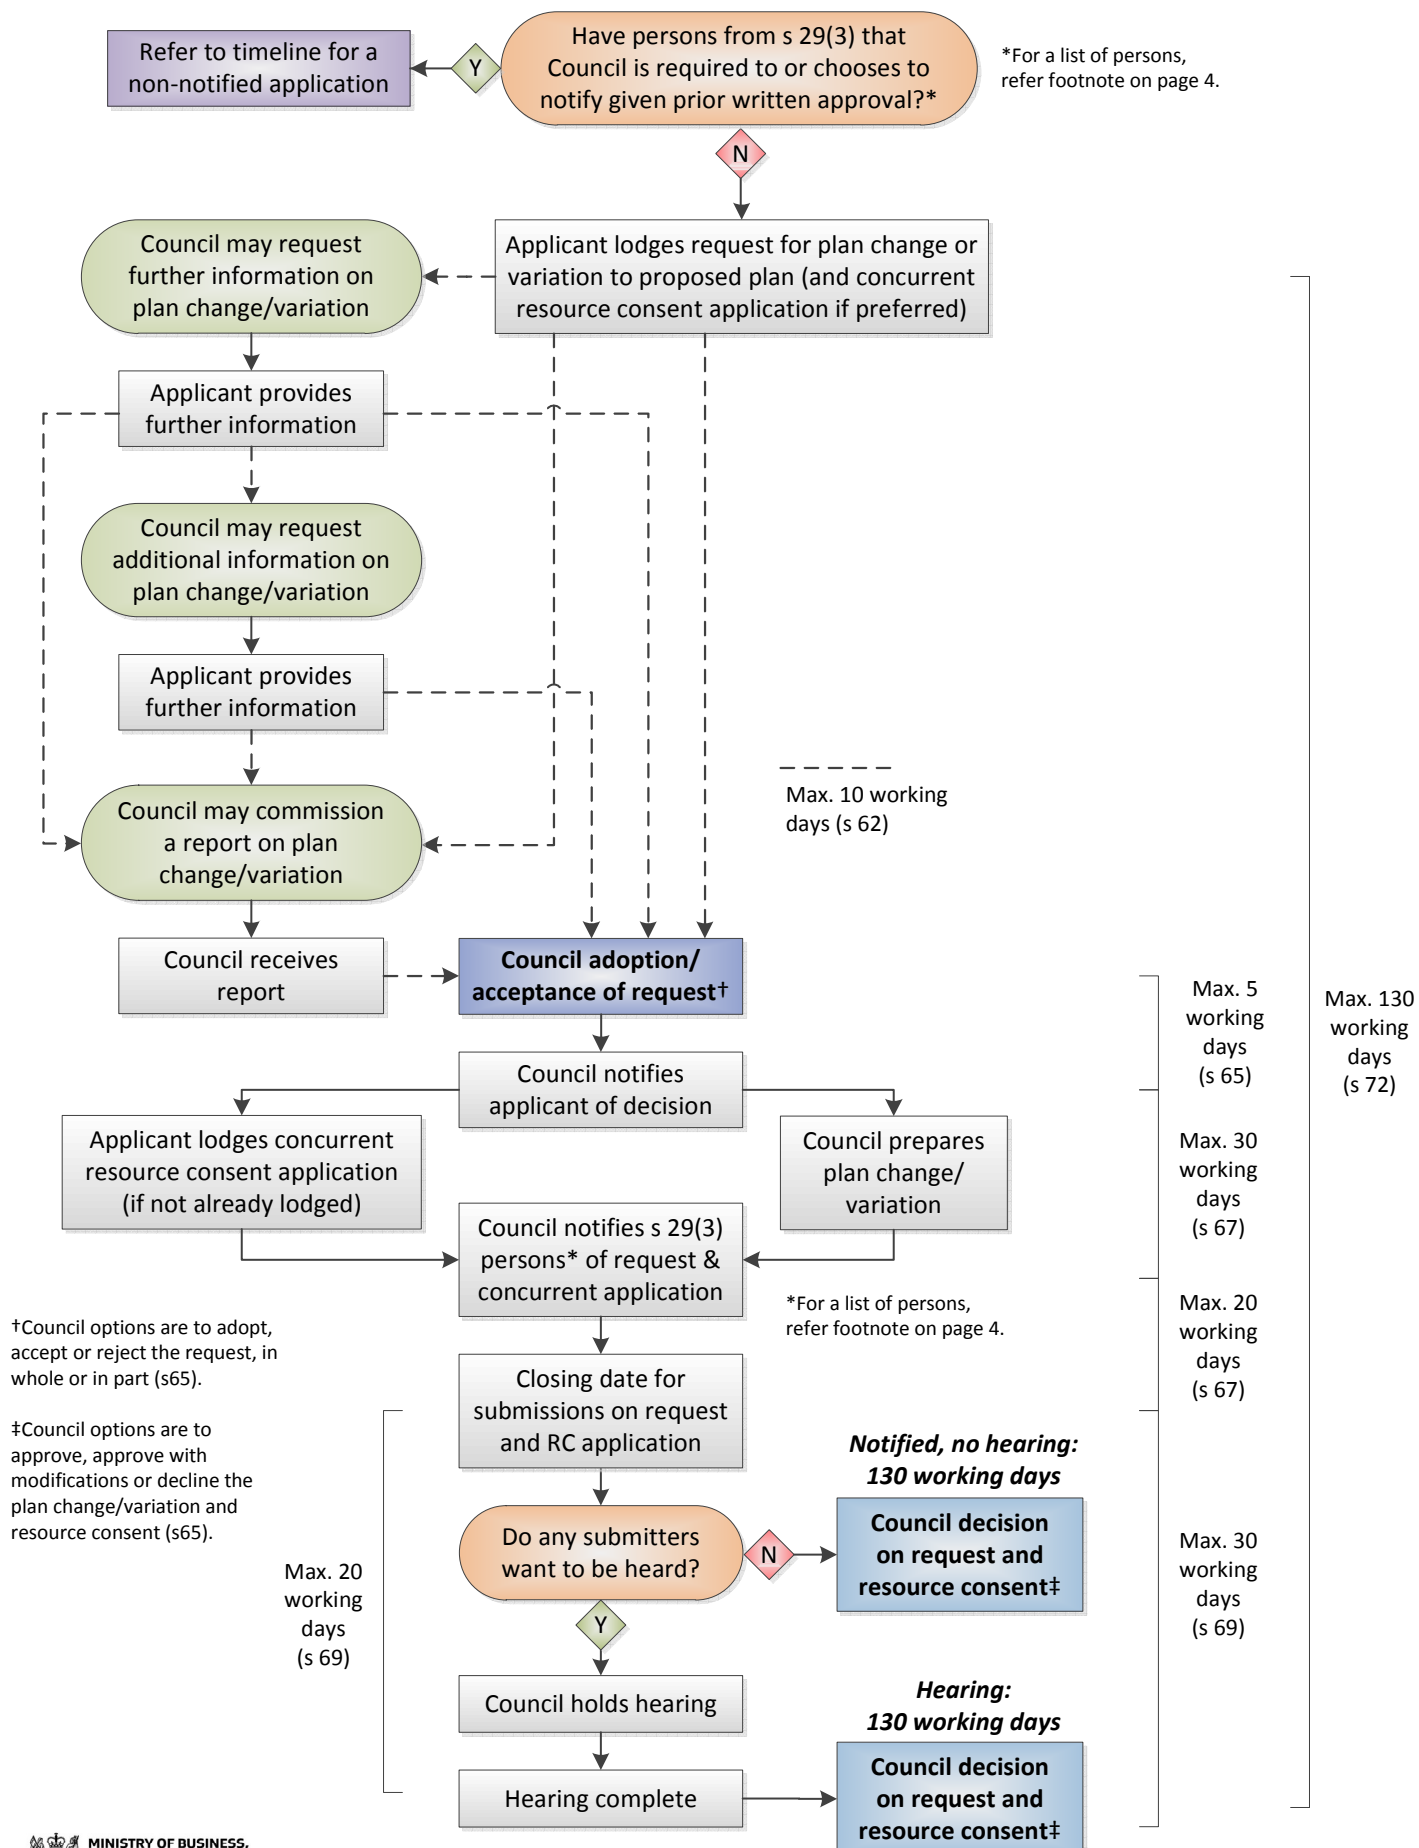 Refer to timeline for a
non-notified application
Y
Have persons from s 29(3) that
Council is required to or chooses to
notify given prior written approval?*
*For a list of persons,
refer footnote on page 4.
N
Council may request
further information on
plan change/variation
Applicant lodges request for plan change or
variation to proposed plan (and concurrent
resource consent application if preferred)
Applicant provides
further information
Council may request
additional information on
plan change/variation
Applicant provides
further information
Max. 10 working
days (s 62)
Council may commission
a report on plan
change/variation
Council receives
report
Council adoption/
acceptance of request†
Max. 5
working
days
(s 65)
Max. 130
working
days
(s 72)
Council notifies
applicant of decision
Applicant lodges concurrent
resource consent application
(if not already lodged)
Council prepares
plan change/
variation
Max. 30
working
days
(s 67)
Council notifies s 29(3)
persons* of request &
concurrent application
*For a list of persons,
refer footnote on page 4.
Max. 20
working
days
(s 67)
†Council options are to adopt,
accept or reject the request, in
whole or in part (s65).
‡Council options are to
approve, approve with
modifications or decline the
plan change/variation and
resource consent (s65).
Closing date for
submissions on request
and RC application
Notified, no hearing:
130 working days
Do any submitters
want to be heard?
N
Council decision
on request and
resource consent‡
Max. 20
working
days
(s 69)
Max. 30
working
days
(s 69)
Y
Council holds hearing
Hearing:
130 working days
Hearing complete
Council decision
on request and
resource consent‡
MINISTRY OF BUSINESS,